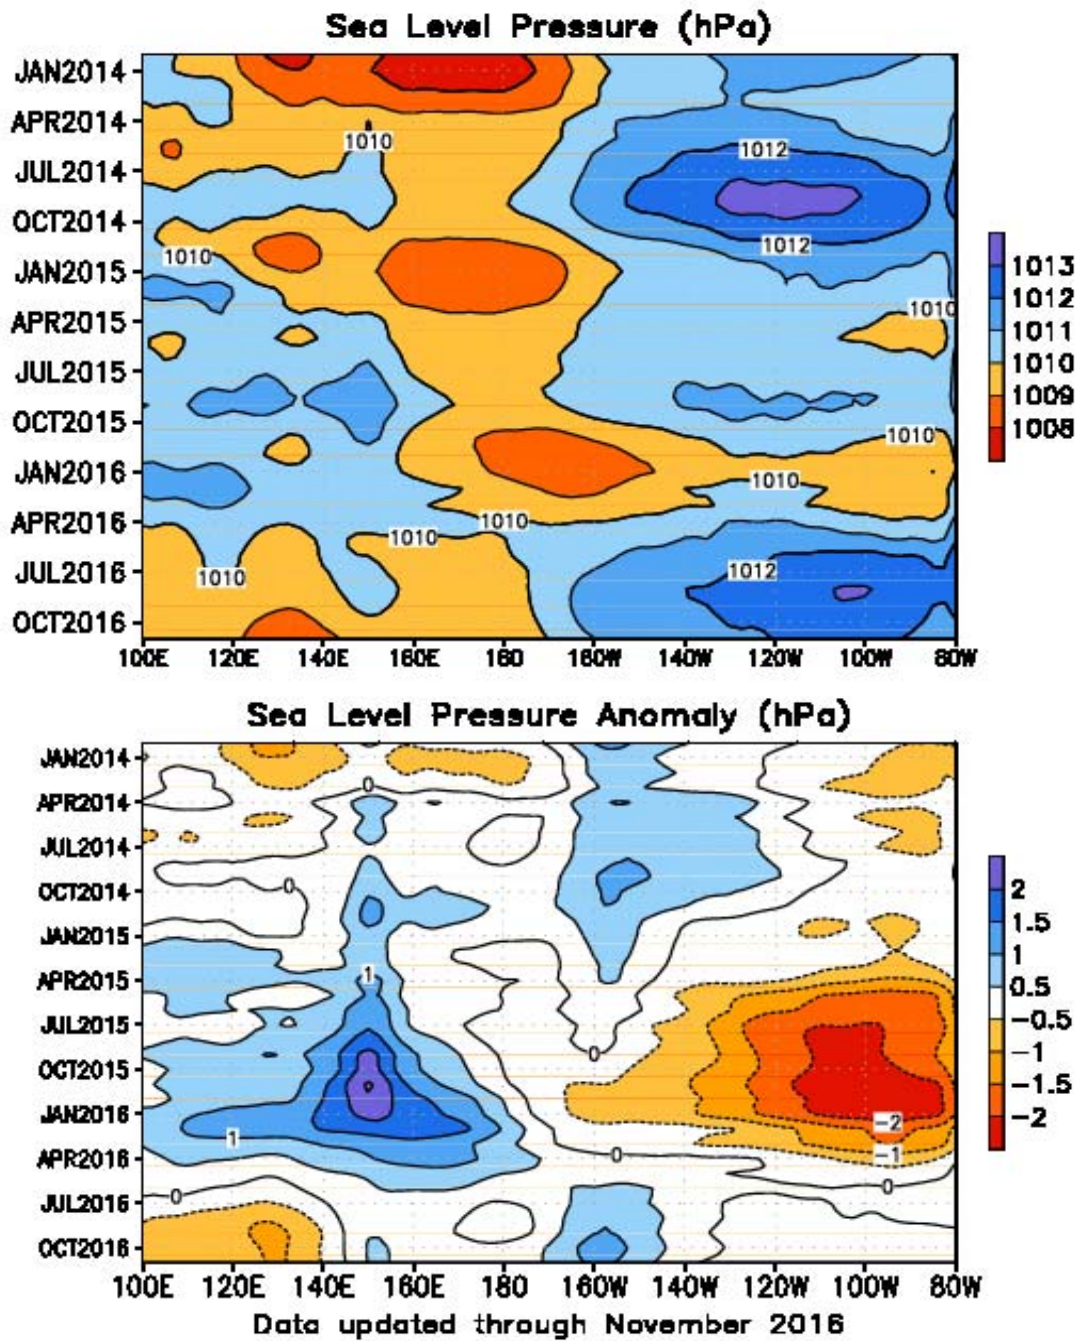 Sea Level Pressure (hPa)
JAN2014
APR2014
JUL2014
OCT2014
JAN2015
APR2015
JUL2015
OCT2015
JAN2016
APR2016
JUL2016
OCT2016
1010
1012
1012
1010
1010
1010
1010
1010
1010
1012
1010
100E 120E 140E 160E 180 160W 140W 120W 100W 80W
1013
1012
1011
1010
1009
1008
Sea Level Pressure Anomaly (hPa)
JAN2014
APR2014
JUL2014
OCT2014
JAN2015
APR2015
JUL2015
OCT2015
JAN2016
APR2016
JUL2016
OCT2016
0
0
1
0
-2
1
-1
0
0
0
100E 120E 140E 160E 180 160W 140W 120W 100W 80W
2
1.5
1
0.5
-0.5
-1
-1.5
-2
Data updated through November 2016